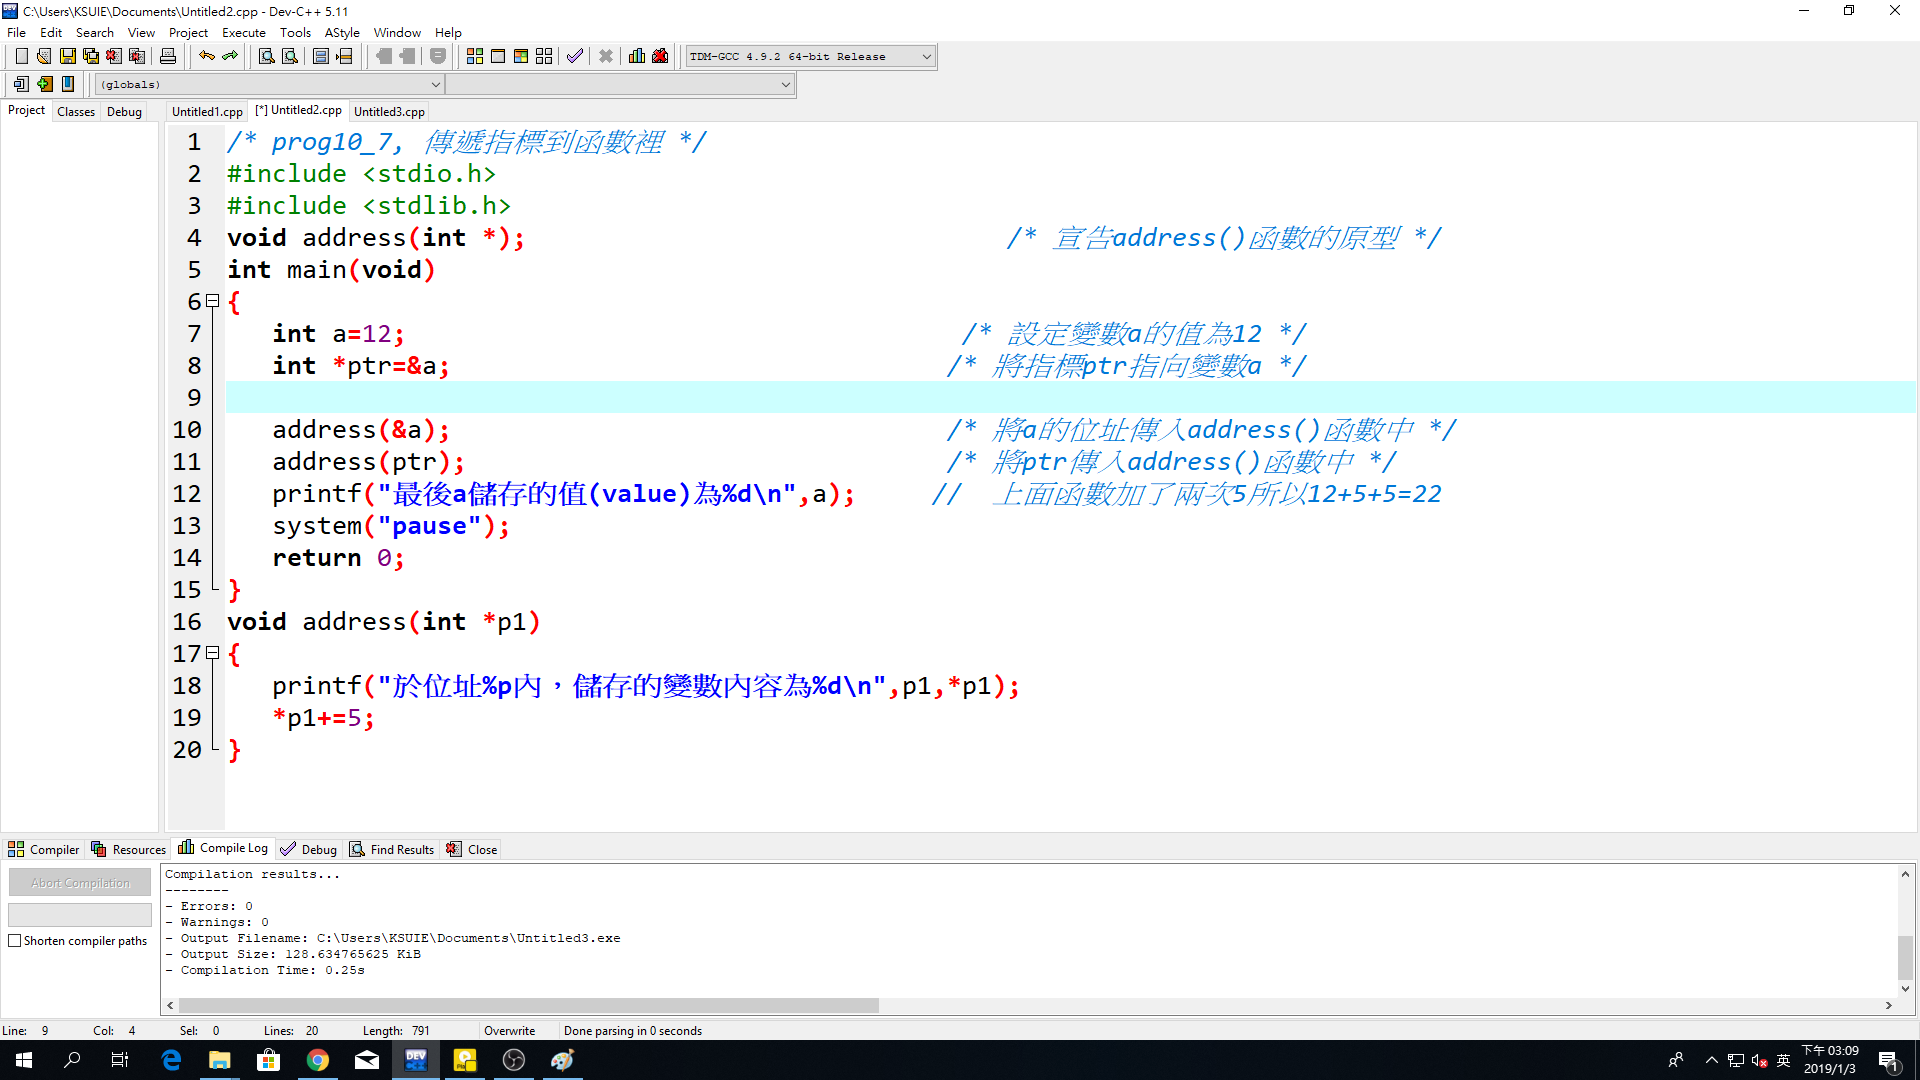 C:\Users\KSUIE\Documents\Untitled2.cpp - Dev-C++ 5.11
File Edit Search View Project Execute Tools AStyle Window Help
TDM-GCC 4.9.2 64-bit Release
(globals)
Project Classes Debug Untitled1.cpp [*] Untitled2.cpp Untitled3.cpp
1 /* prog10_7, 傳遞指標到函數裡 */
2 #include <stdio.h>
3 #include <stdlib.h>
4 void address(int *); /* 宣告address()函數的原型 */
5 int main(void)
6 {
7 int a=12; /* 設定變數a的值為12 */
8 int *ptr=&a; /* 將指標ptr指向變數a */
9
10 address(&a); /* 將a的位址傳入address()函數中 */
11 address(ptr); /* 將ptr傳入address()函數中 */
12 printf("最後a儲存的值(value)為%d\n",a); // 上面函數加了兩次5所以12+5+5=22
13 system("pause");
14 return 0;
15 }
16 void address(int *p1)
17 {
18 printf("於位址%p內，儲存的變數內容為%d\n",p1,*p1);
19 *p1+=5;
20 }
Compiler Resources Compile Log Debug Find Results Close
Abort Compilation
Shorten compiler paths
Compilation results...
--------
- Errors: 0
- Warnings: 0
- Output Filename: C:\Users\KSUIE\Documents\Untitled3.exe
- Output Size: 128.634765625 KiB
- Compilation Time: 0.25s
Line: 9 Col: 4 Sel: 0 Lines: 20 Length: 791 Overwrite Done parsing in 0 seconds
DEV
英
下午 03:09
2019/1/3
1